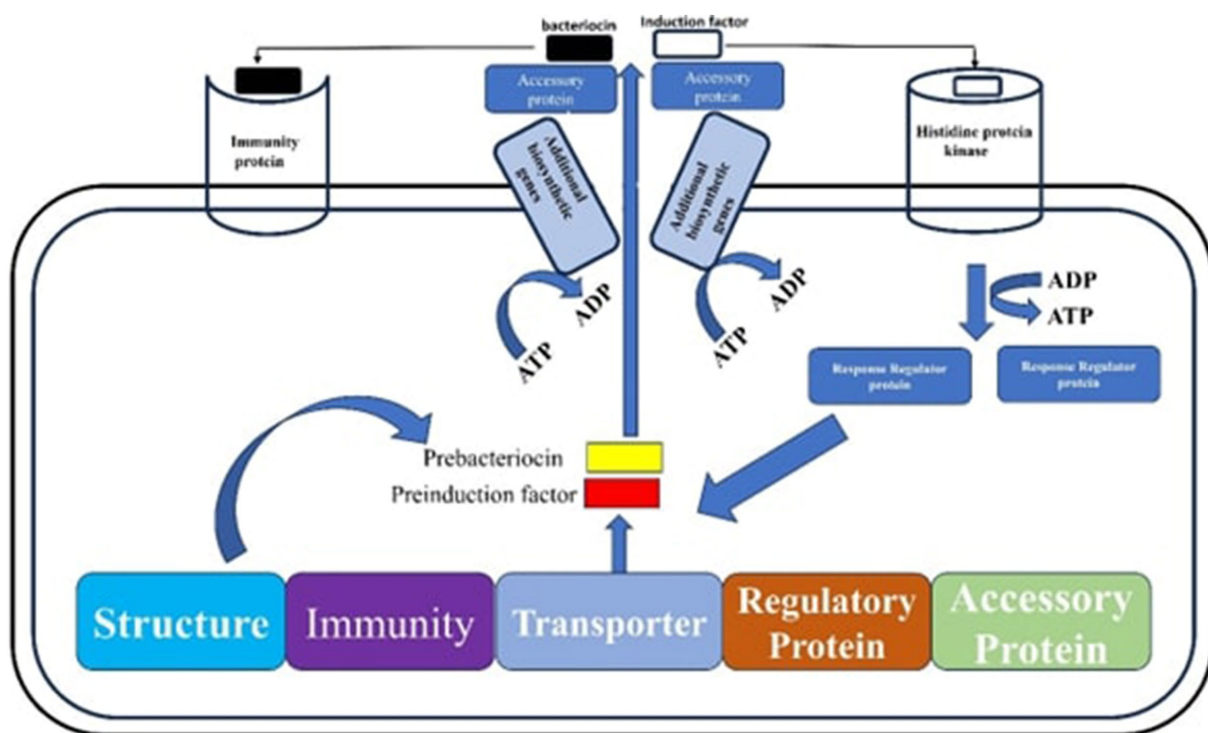 bacteriocin
Induction factor
Accessory
protein
Accessory
protein
Immunity
protein
Additional
biosynthetic
genes
Additional
biosynthetic
genes
Histidine protein
kinase
ATP
ADP
ATP
ADP
ADP
ATP
Response Regulator
protein
Response Regulator
protein
Prebacteriocin
Preinduction factor
Structure
Immunity
Transporter
Regulatory
Protein
Accessory
Protein